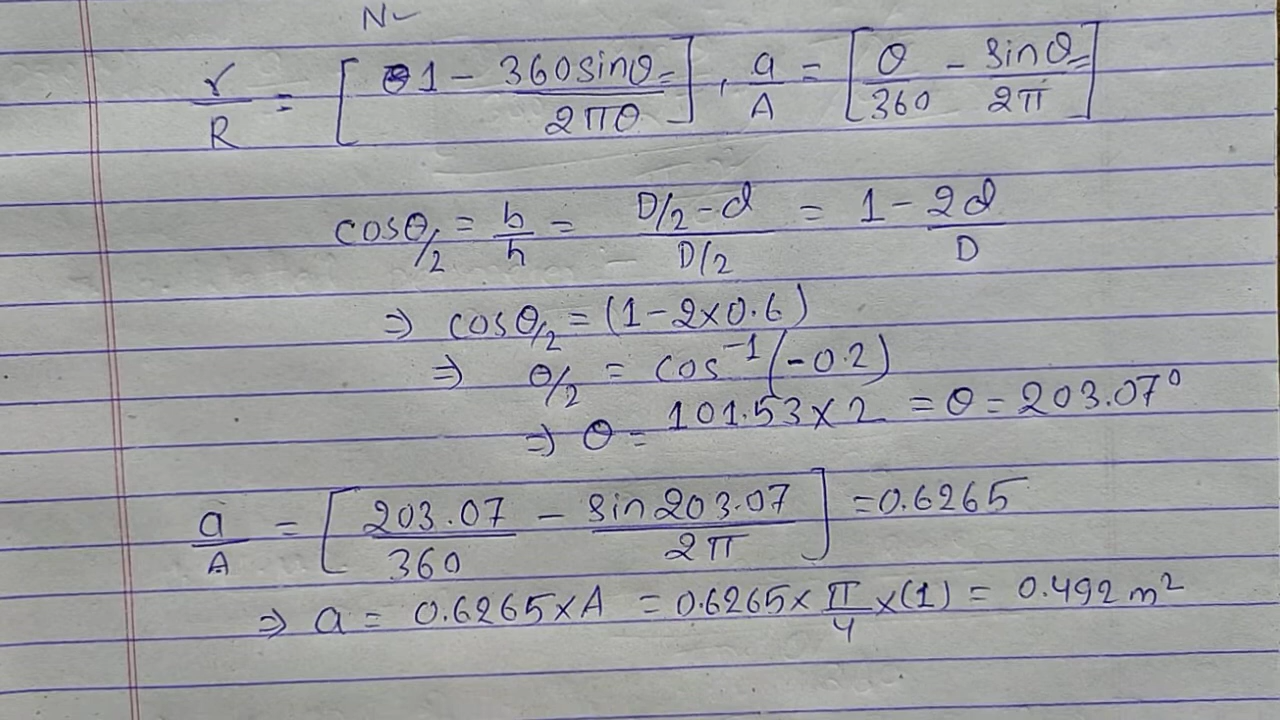 N
r/R = [1 - 360sinθ/2πθ], a/A = [θ/360 - sinθ/2π]
cosθ/2 = b/h = D/2-d/D/2 = 1 - 2d/D
⇒ cosθ/2 = (1-2×0.6)
⇒ θ/2 = cos⁻¹(-0.2)
⇒ θ = 101.53×2 = θ = 203.07°
a/A = [203.07/360 - sin203.07/2π] = 0.6265
⇒ a = 0.6265×A = 0.6265×π/4×(1) = 0.492 m²